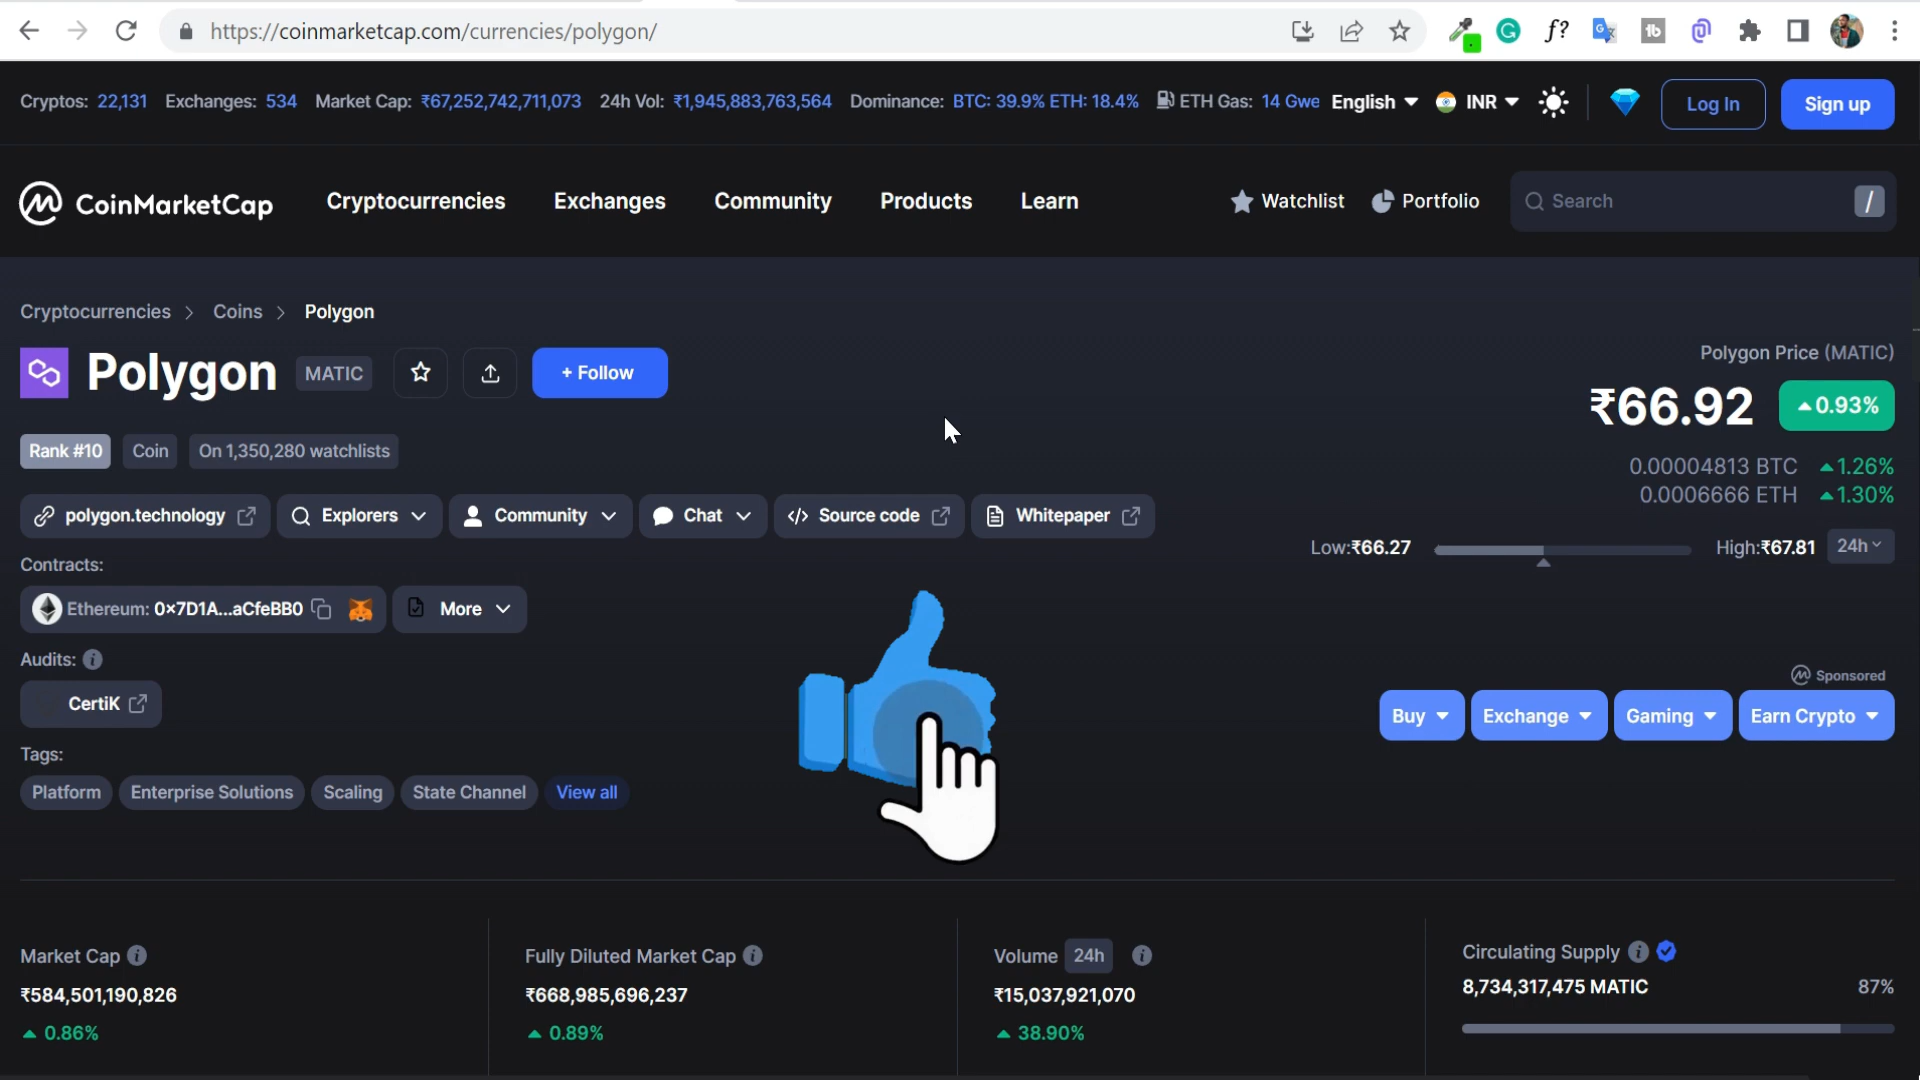 https://coinmarketcap.com/currencies/polygon/
Cryptos: 22,131 Exchanges: 534 Market Cap: ₹67,252,742,711,073 24h Vol: ₹1,945,883,763,564 Dominance: BTC: 39.9% ETH: 18.4% ETH Gas: 14 Gwe English INR Log In Sign up
CoinMarketCap Cryptocurrencies Exchanges Community Products Learn Watchlist Portfolio Search /
Cryptocurrencies > Coins > Polygon
Polygon MATIC + Follow
Polygon Price (MATIC)
₹66.92 0.93%
Rank #10 Coin On 1,350,280 watchlists
0.00004813 BTC 1.26%
0.0006666 ETH 1.30%
polygon.technology Explorers Community Chat Source code Whitepaper
Low:₹66.27 High:₹67.81 24h
Contracts:
Ethereum: 0x7D1A...aCfeBB0 More
Audits:
CertiK
Sponsored
Buy Exchange Gaming Earn Crypto
Tags:
Platform Enterprise Solutions Scaling State Channel View all
Market Cap
₹584,501,190,826
0.86%
Fully Diluted Market Cap
₹668,985,696,237
0.89%
Volume 24h
₹15,037,921,070
38.90%
Circulating Supply
8,734,317,475 MATIC 87%